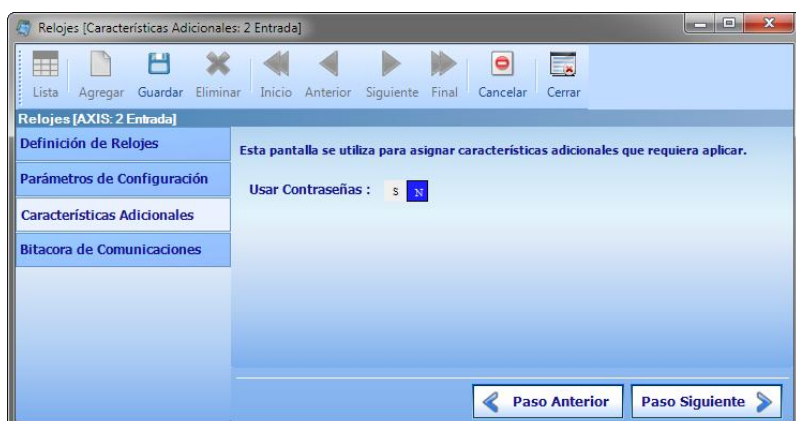 Relojes [Características Adicionales: 2 Entrada]
Lista Agregar Guardar Eliminar Inicio Anterior Siguiente Final Cancelar Cerrar
Relojes [AXIS: 2 Entrada]
Definición de Relojes
Esta pantalla se utiliza para asignar características adicionales que requiera aplicar.
Parámetros de Configuración
Usar Contraseñas : S N
Características Adicionales
Bitacora de Comunicaciones
Paso Anterior Paso Siguiente